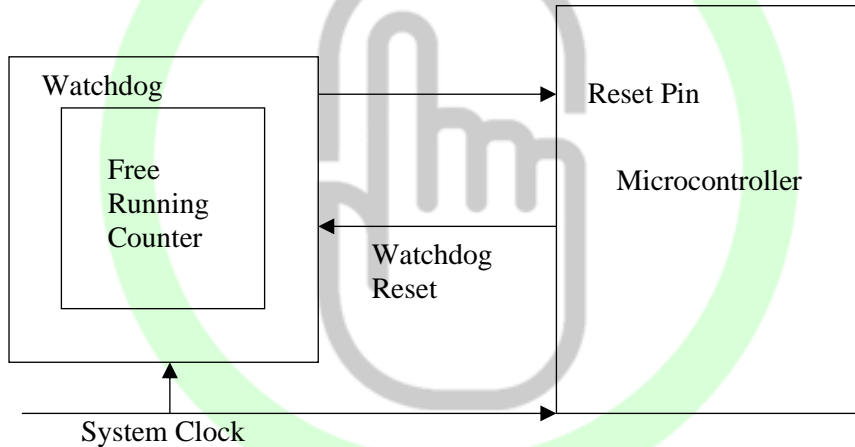 Watchdog
Free
Running
Counter
Reset Pin
Microcontroller
Watchdog
Reset
System Clock